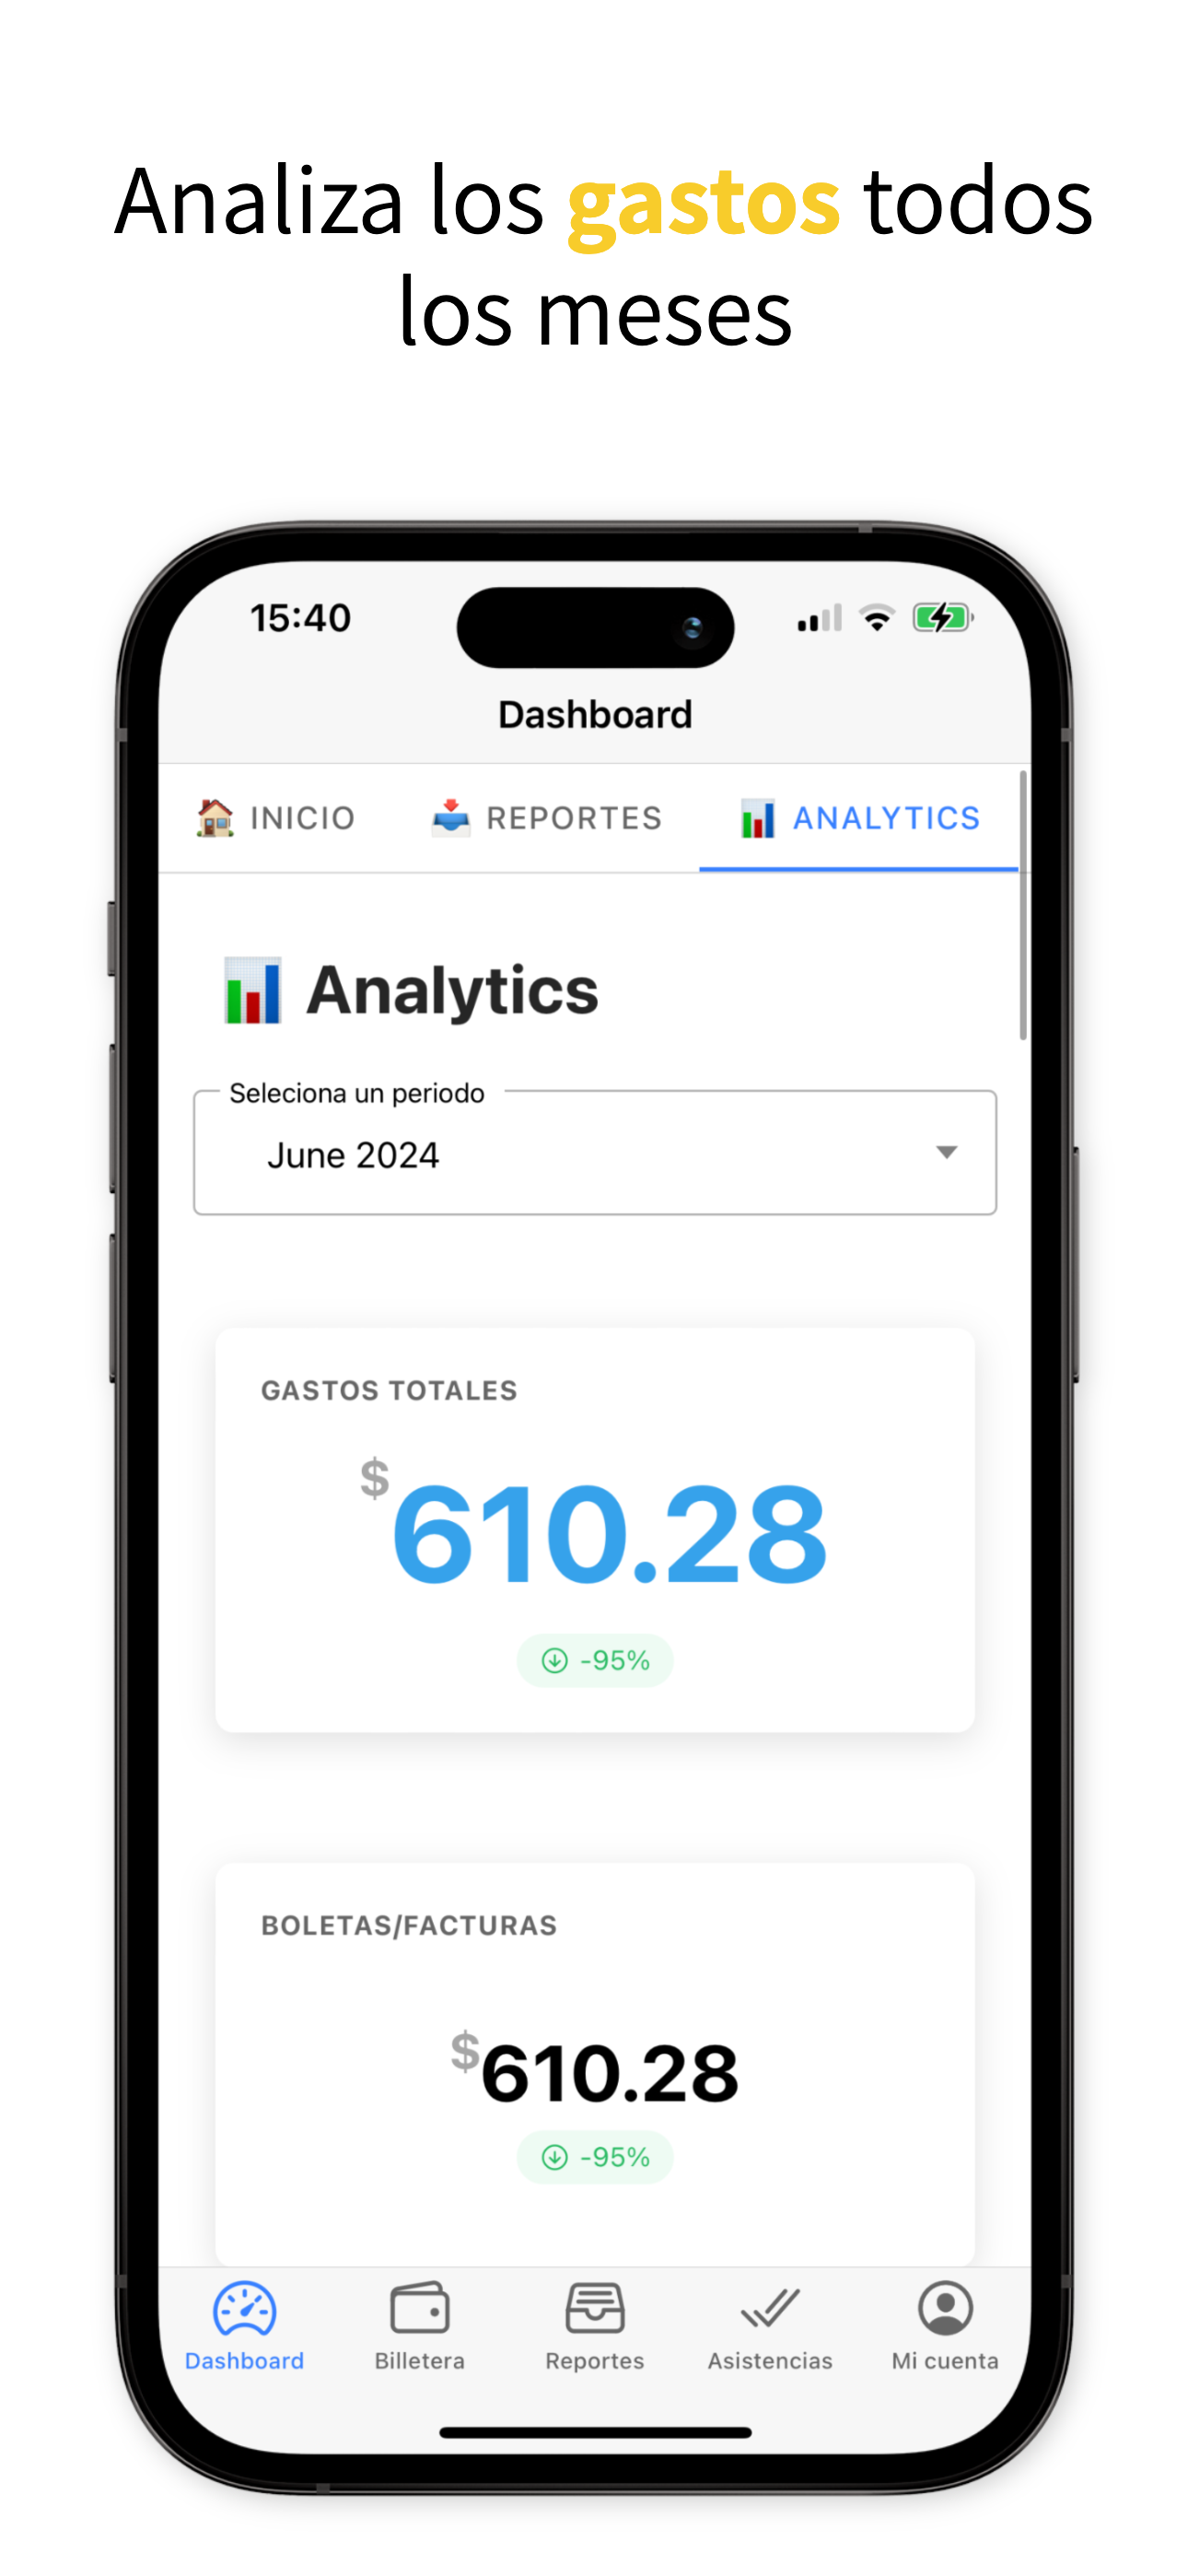 Analiza los gastos todos
los meses
15:40
Dashboard
INICIO
REPORTES
ANALYTICS
Analytics
Seleciona un periodo
June 2024
GASTOS TOTALES
$610.28
-95%
BOLETAS/FACTURAS
$610.28
-95%
Dashboard
Billetera
Reportes
Asistencias
Mi cuenta